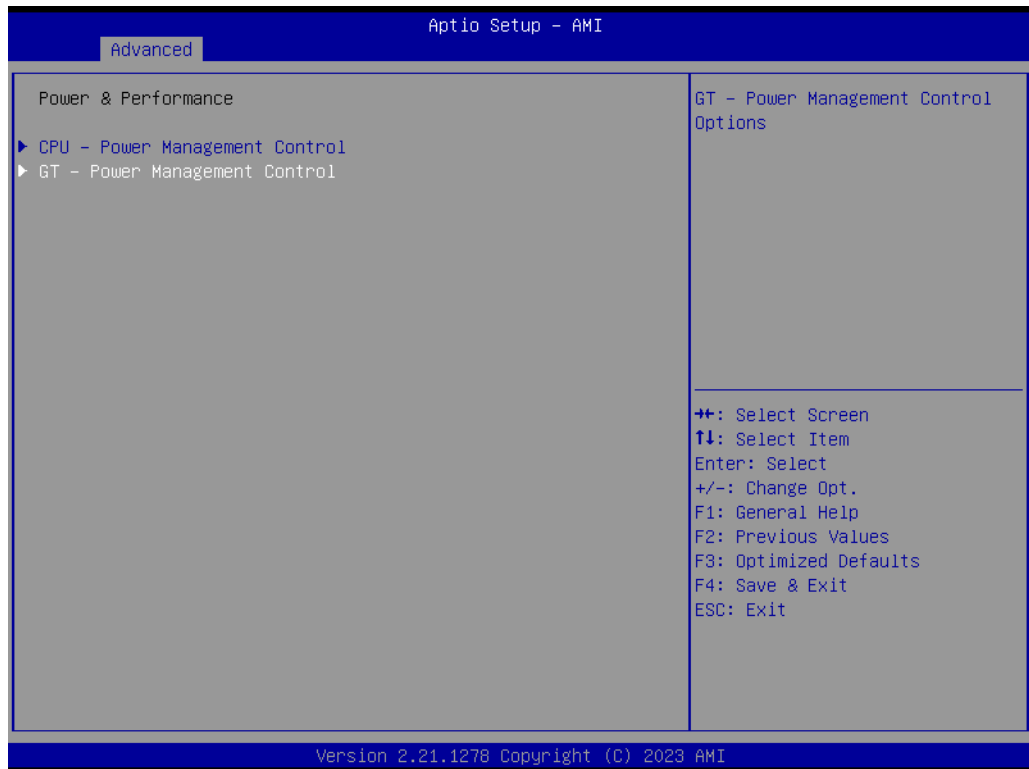 Aptio Setup – AMI
Advanced
Power & Performance
▶ CPU – Power Management Control
▶ GT – Power Management Control
GT – Power Management Control
Options
→←: Select Screen
↑↓: Select Item
Enter: Select
+/-: Change Opt.
F1: General Help
F2: Previous Values
F3: Optimized Defaults
F4: Save & Exit
ESC: Exit
Version 2.21.1278 Copyright (C) 2023 AMI